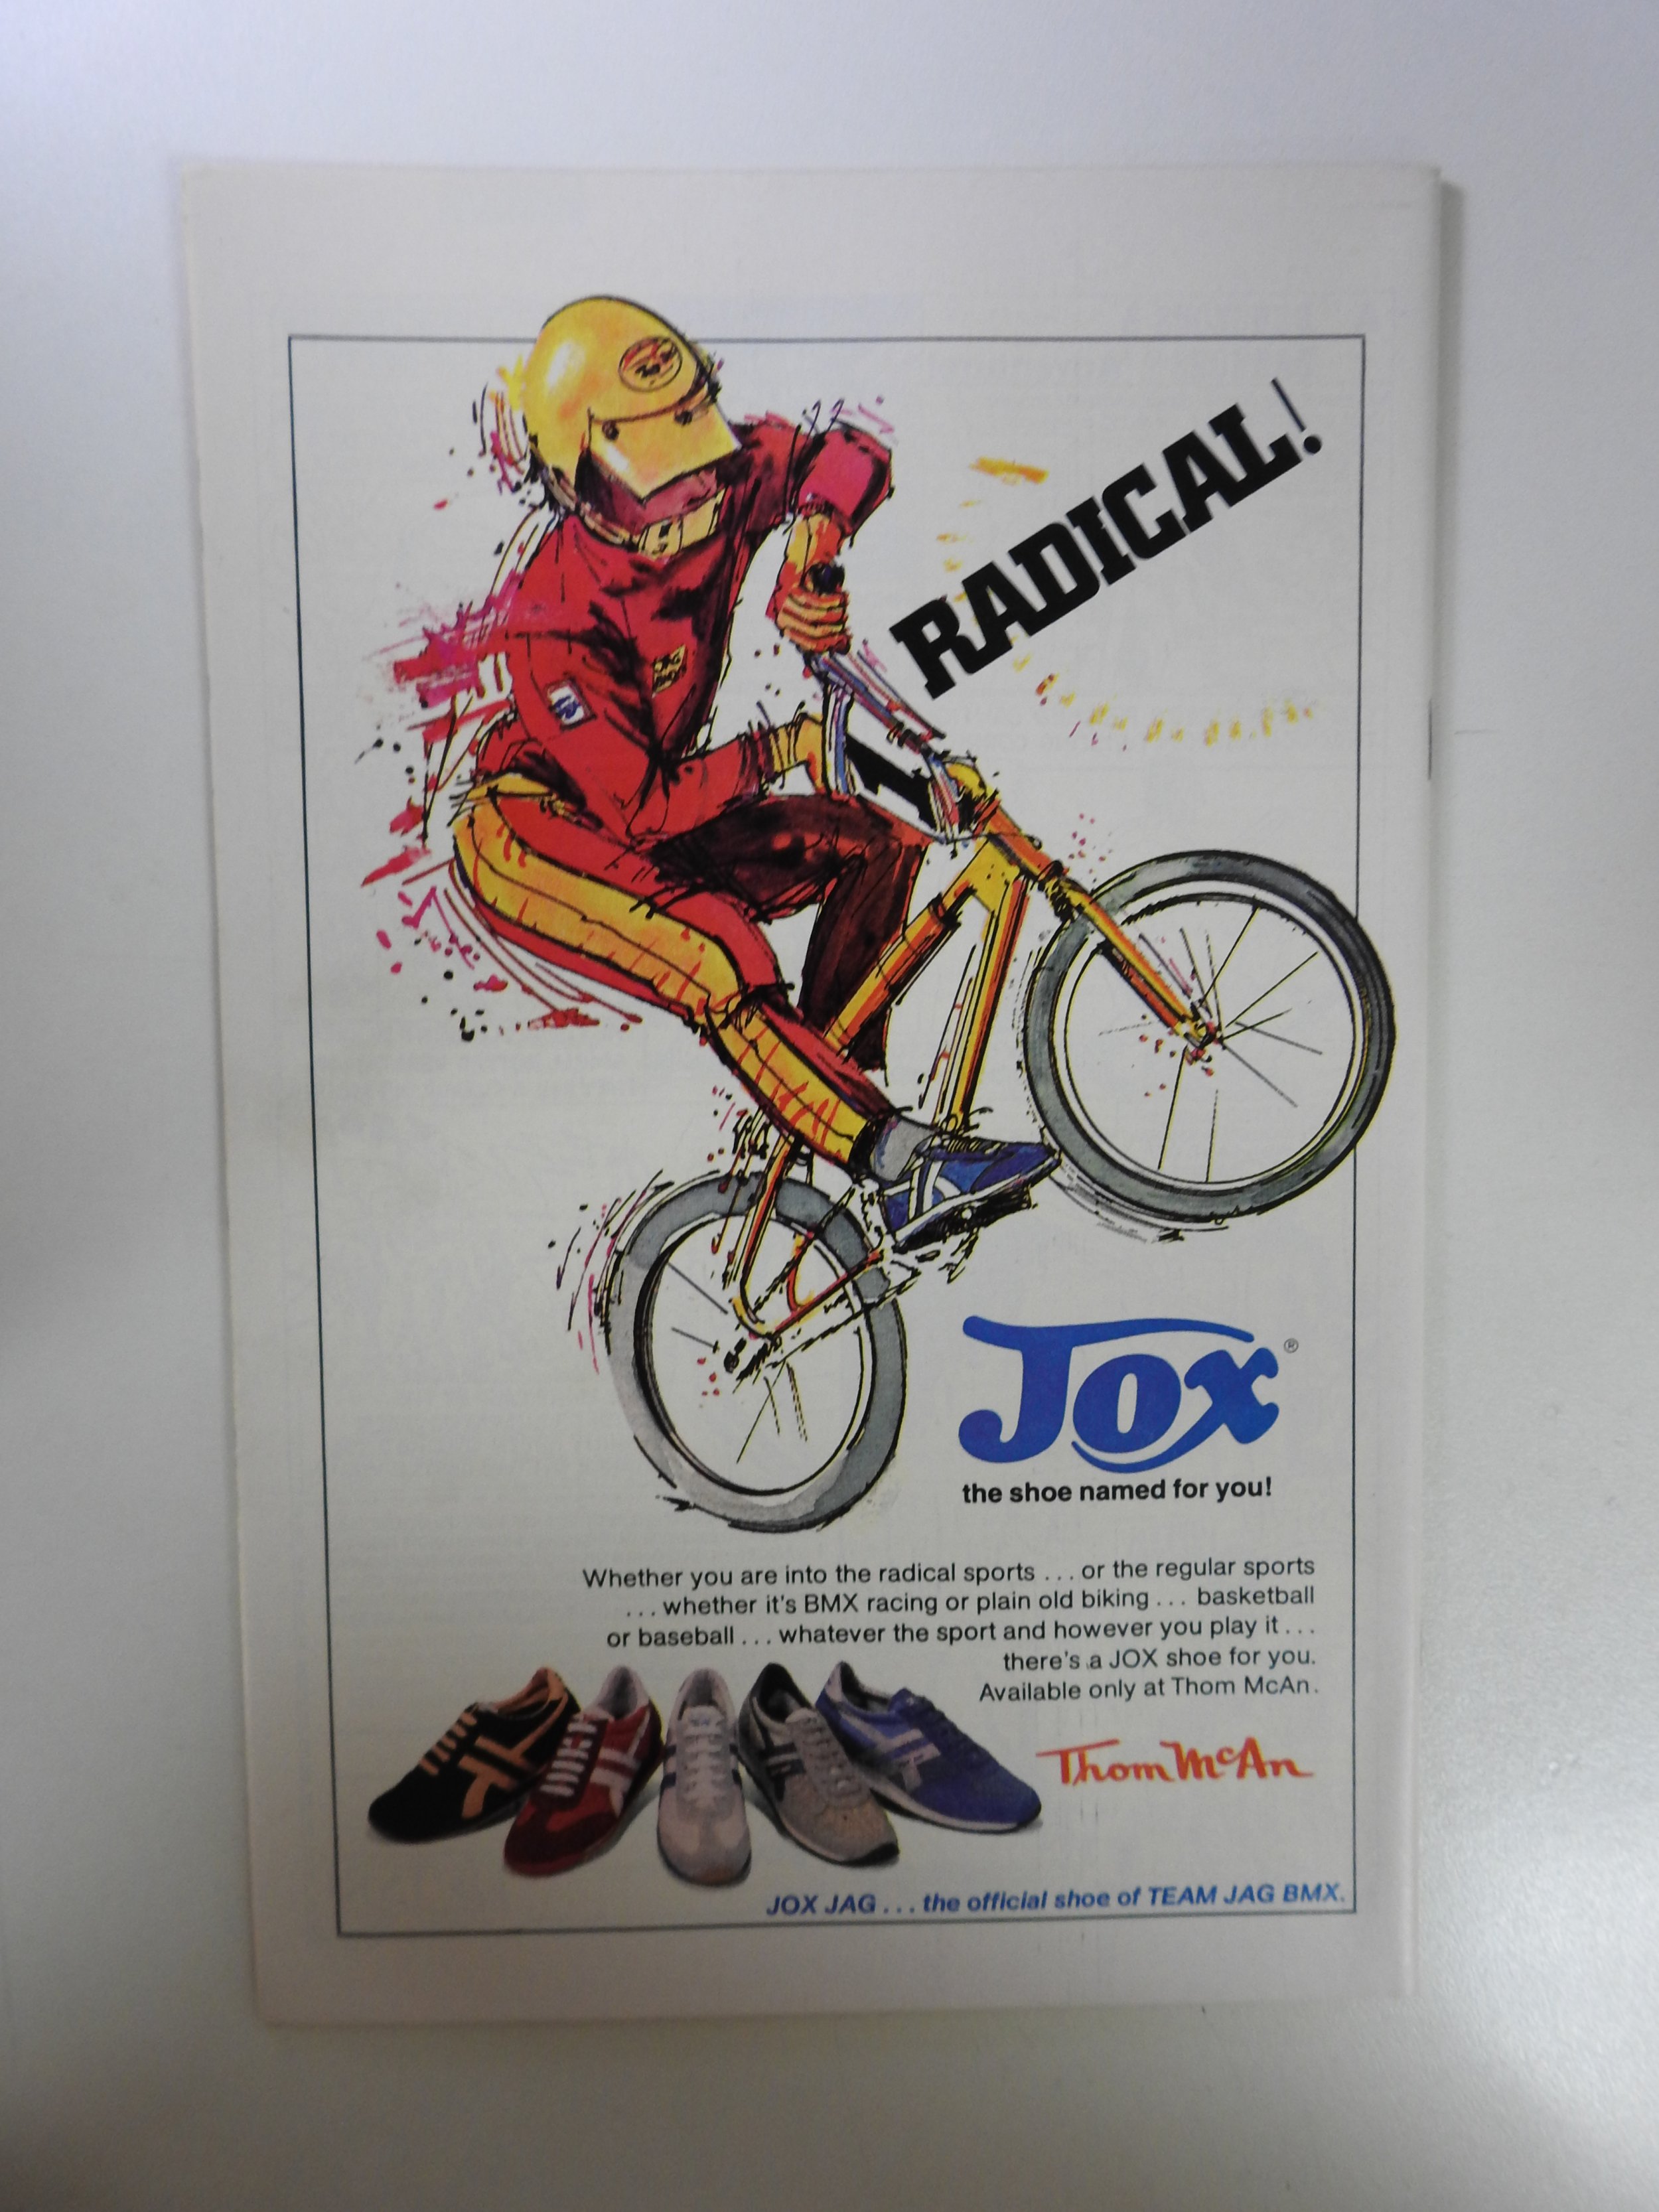 RADICAL!
Jox®
the shoe named for you!
Whether you are into the radical sports . . . or the regular sports
. . . whether it's BMX racing or plain old biking . . . basketball
or baseball . . . whatever the sport and however you play it . . .
there's a JOX shoe for you.
Available only at Thom McAn.
Thom McAn
JOX JAG . . . the official shoe of TEAM JAG BMX.